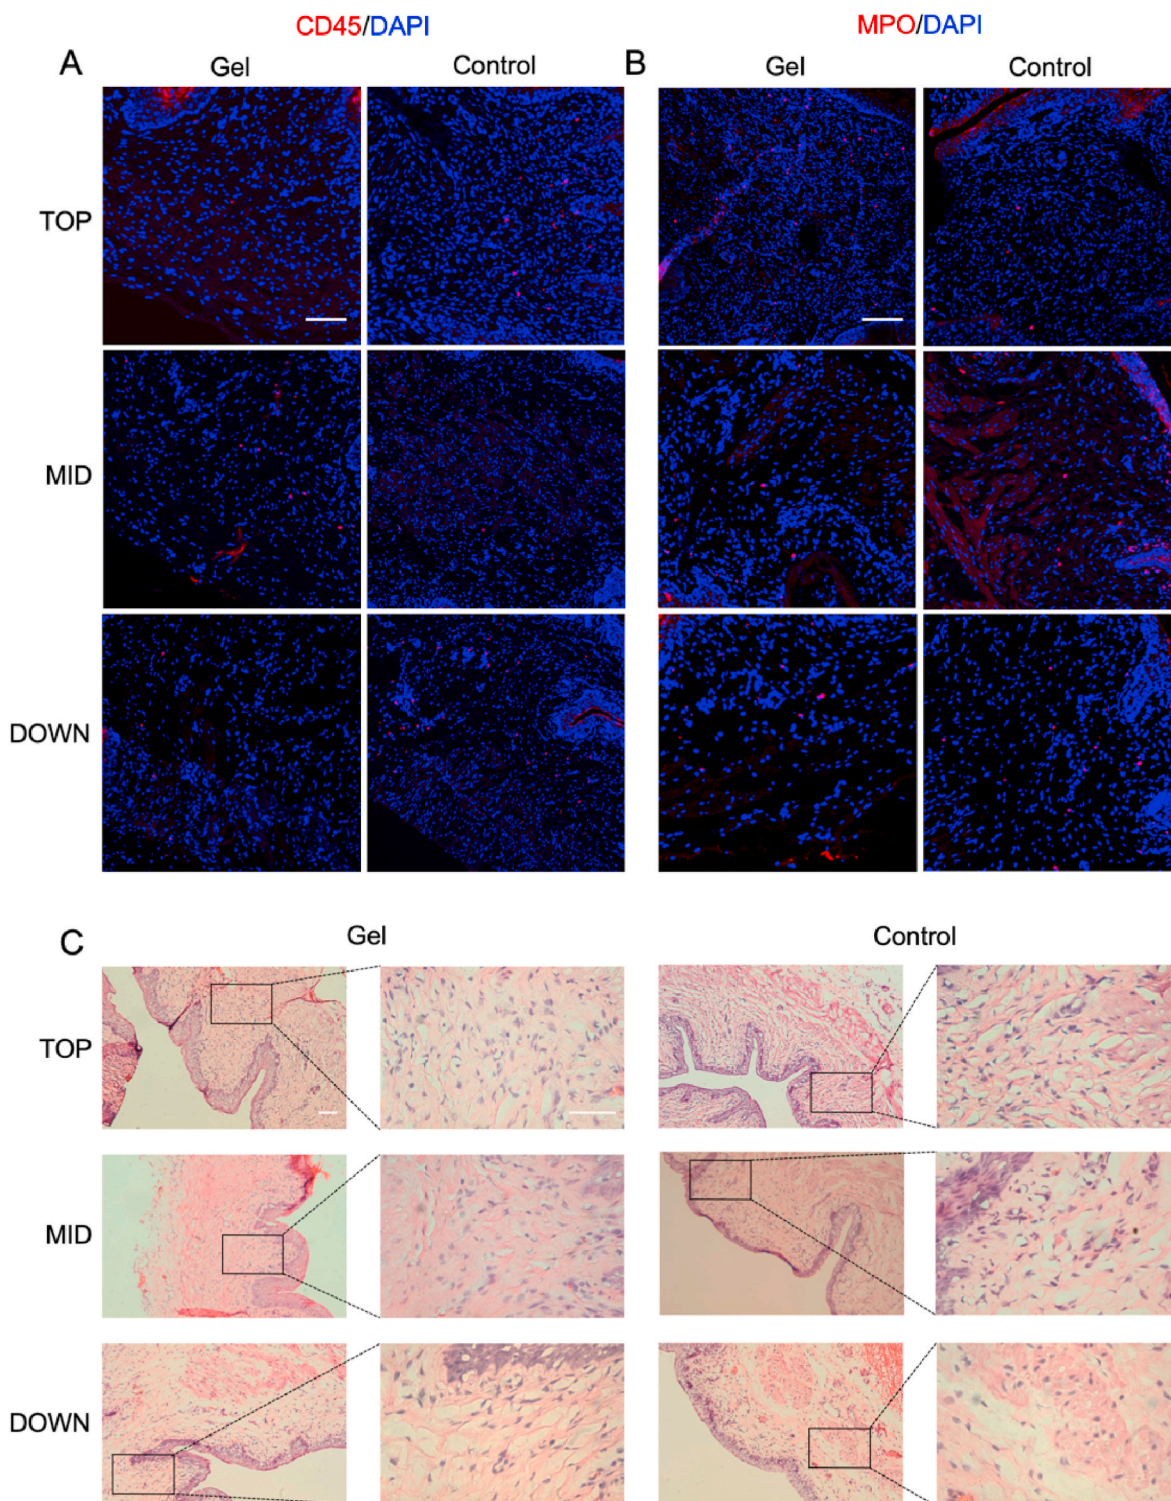 CD45/DAPI
MPO/DAPI
A
Gel
Control
B
Gel
Control
TOP
MID
DOWN
C
Gel
Control
TOP
MID
DOWN